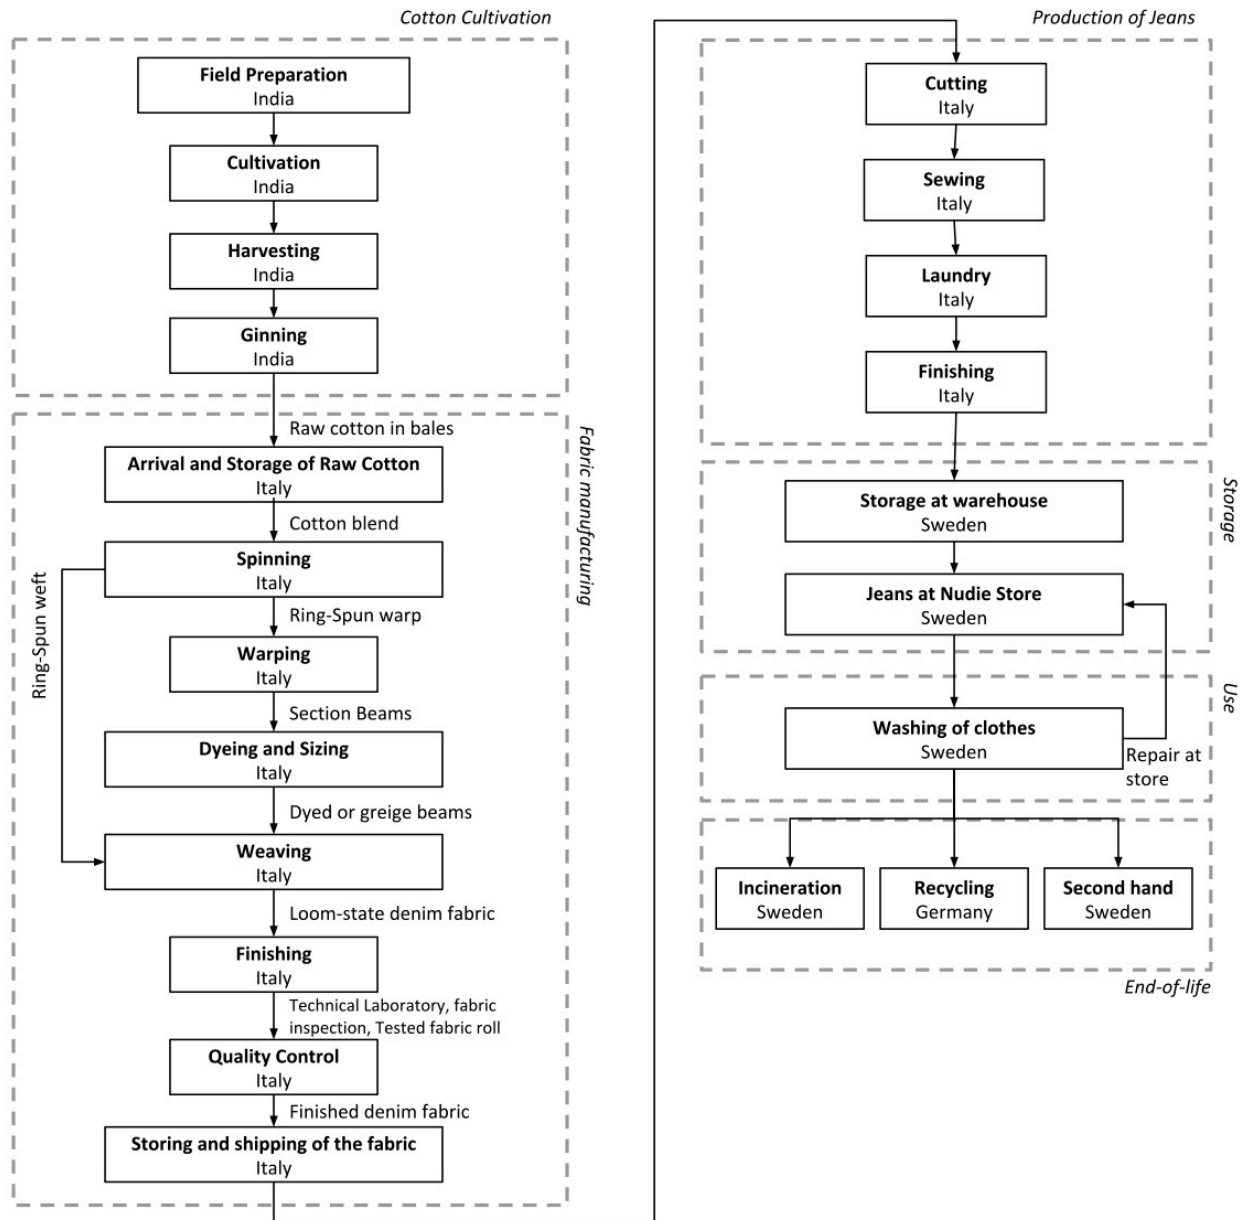 Cotton Cultivation
Field Preparation
India
Cultivation
India
Harvesting
India
Ginning
India
Raw cotton in bales
Fabric manufacturing
Arrival and Storage of Raw Cotton
Italy
Cotton blend
Spinning
Italy
Ring-Spun weft
Ring-Spun warp
Warping
Italy
Section Beams
Dyeing and Sizing
Italy
Dyed or greige beams
Weaving
Italy
Loom-state denim fabric
Finishing
Italy
Technical Laboratory, fabric
inspection, Tested fabric roll
Quality Control
Italy
Finished denim fabric
Storing and shipping of the fabric
Italy
Production of Jeans
Cutting
Italy
Sewing
Italy
Laundry
Italy
Finishing
Italy
Storage
Storage at warehouse
Sweden
Jeans at Nudie Store
Sweden
Use
Washing of clothes
Sweden
Repair at
store
Incineration
Sweden
Recycling
Germany
Second hand
Sweden
End-of-life